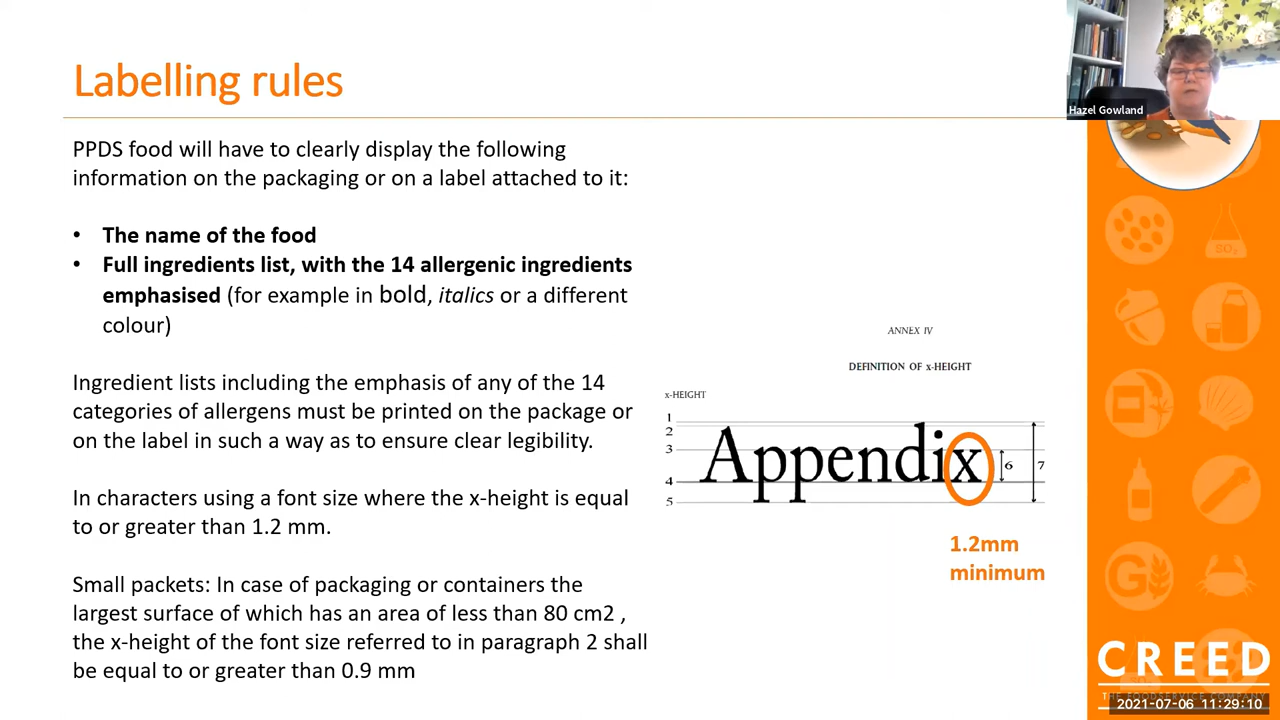 Labelling rules
Hazel Gowland
PPDS food will have to clearly display the following
information on the packaging or on a label attached to it:
• The name of the food
• Full ingredients list, with the 14 allergenic ingredients
emphasised (for example in bold, italics or a different
colour)
Ingredient lists including the emphasis of any of the 14
categories of allergens must be printed on the package or
on the label in such a way as to ensure clear legibility.
In characters using a font size where the x-height is equal
to or greater than 1.2 mm.
Small packets: In case of packaging or containers the
largest surface of which has an area of less than 80 cm2 ,
the x-height of the font size referred to in paragraph 2 shall
be equal to or greater than 0.9 mm
ANNEX IV
DEFINITION OF x-HEIGHT
x-HEIGHT
1
2
3
4
5
Appendix
6
7
1.2mm
minimum
SO₂
G
CREED
THE FOODSERVICE COMPANY
2021-07-06 11:29:10